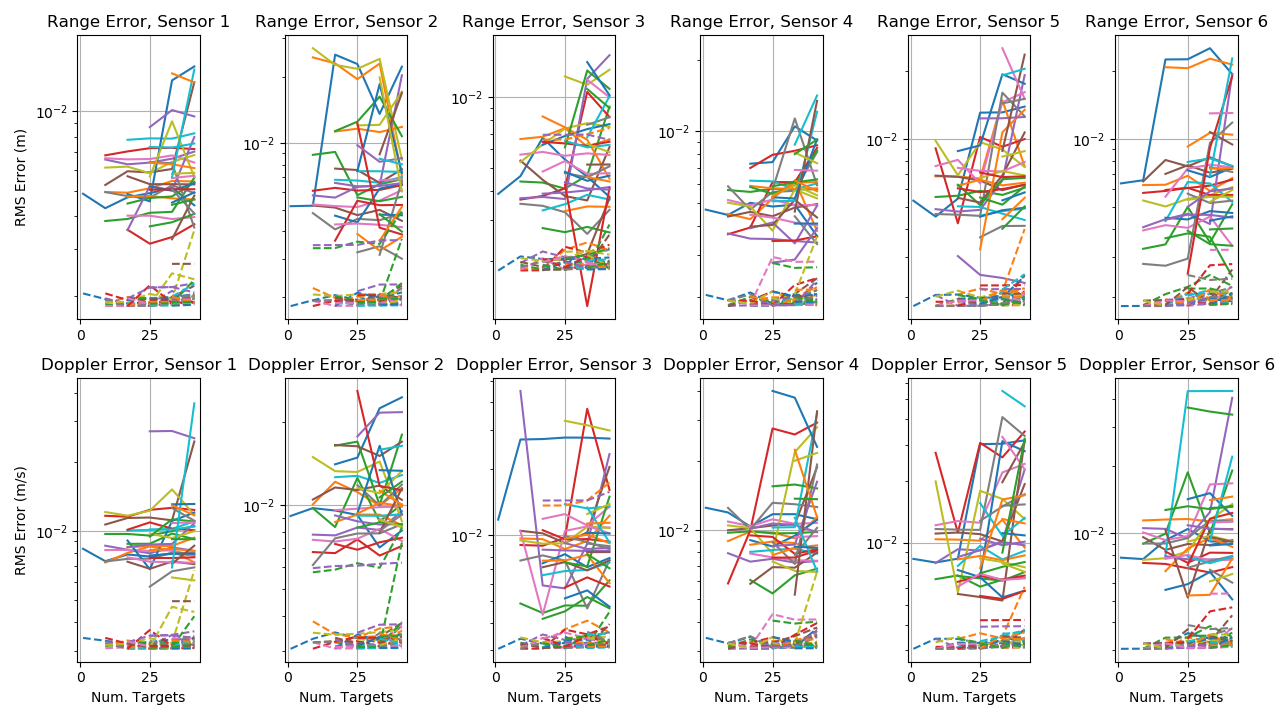 Range Error, Sensor 1 Range Error, Sensor 2 Range Error, Sensor 3 Range Error, Sensor 4 Range Error, Sensor 5 Range Error, Sensor 6
RMS Error (m)
10⁻² 10⁻² 10⁻² 10⁻² 10⁻² 10⁻²
0 25 0 25 0 25 0 25 0 25 0 25
Doppler Error, Sensor 1 Doppler Error, Sensor 2 Doppler Error, Sensor 3 Doppler Error, Sensor 4 Doppler Error, Sensor 5 Doppler Error, Sensor 6
RMS Error (m/s)
10⁻² 10⁻² 10⁻² 10⁻² 10⁻² 10⁻²
0 25 0 25 0 25 0 25 0 25 0 25
Num. Targets Num. Targets Num. Targets Num. Targets Num. Targets Num. Targets